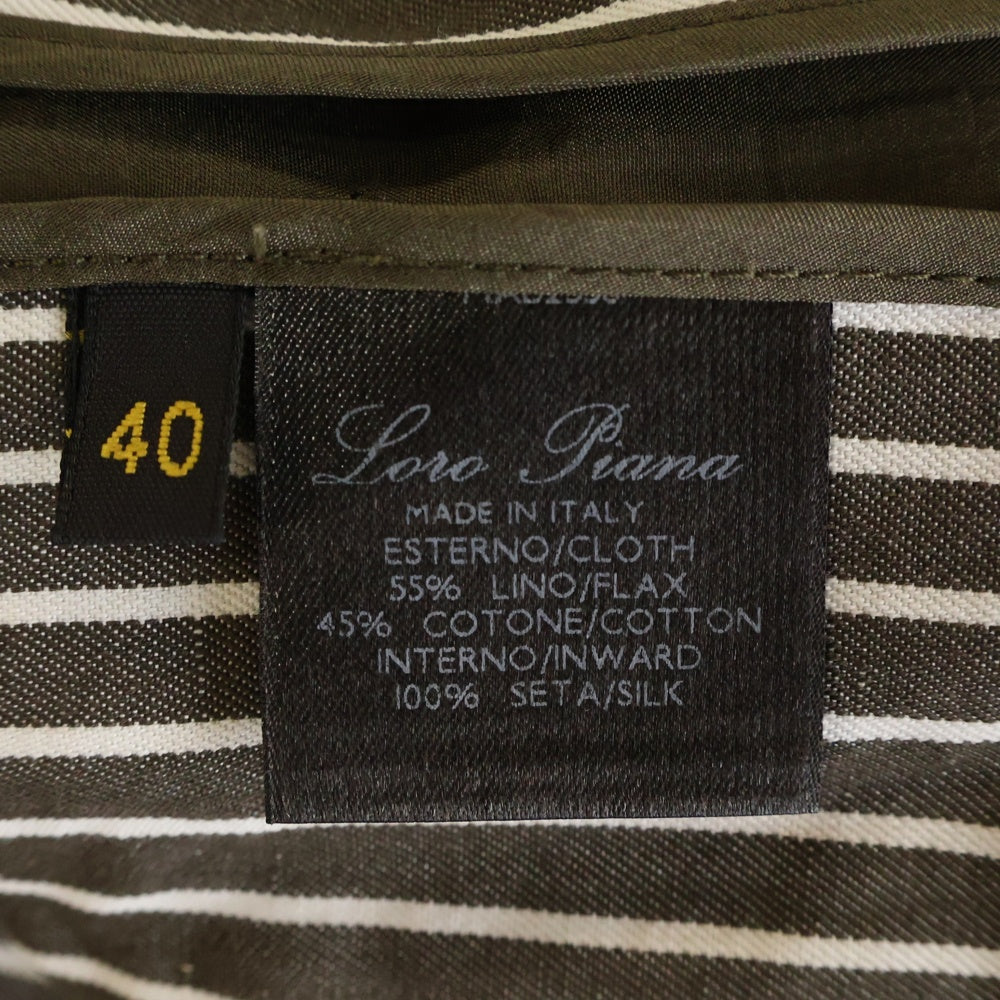 40
Loro Piana
MADE IN ITALY
ESTERNO/CLOTH
55% LINO/FLAX
45% COTONE/COTTON
INTERNO/INWARD
100% SETA/SILK